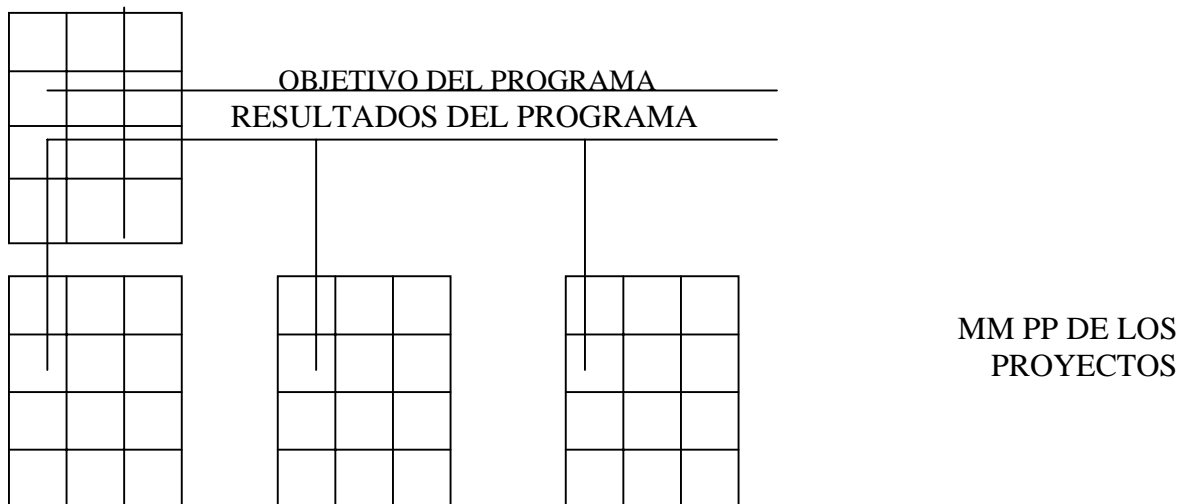 OBJETIVO DEL PROGRAMA
RESULTADOS DEL PROGRAMA
MM PP DE LOS
PROYECTOS